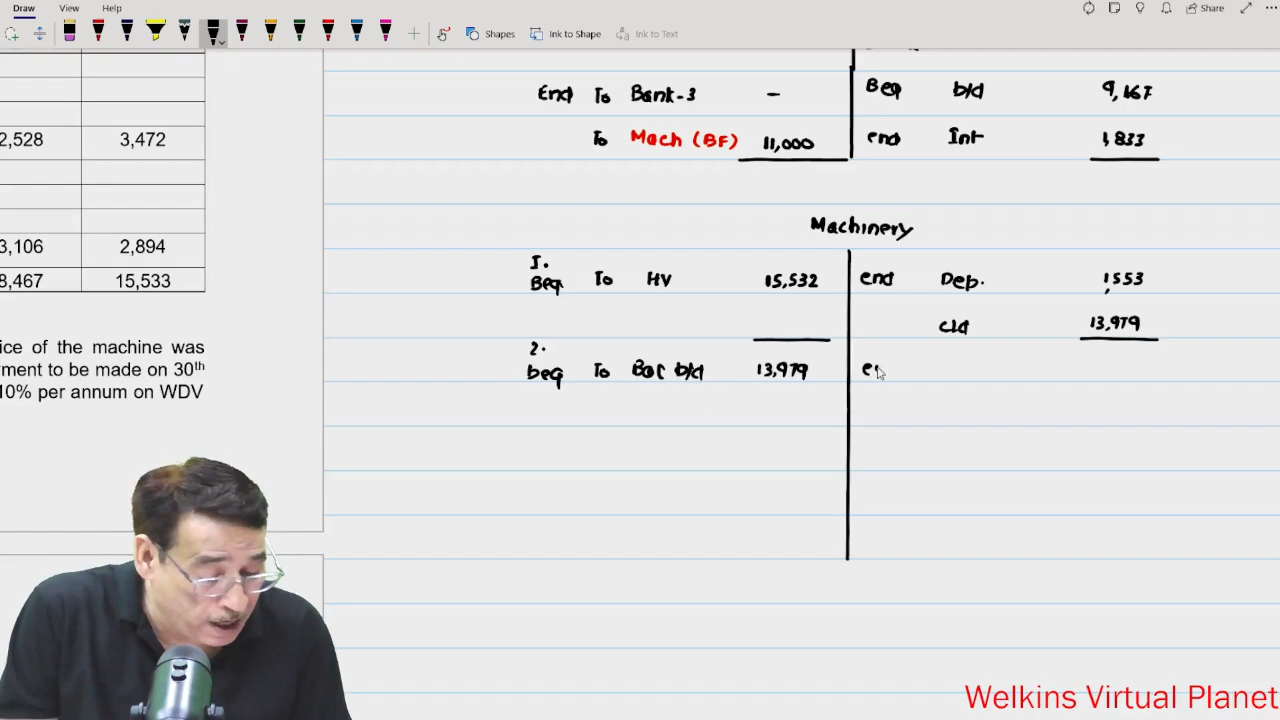 Draw View Help
Share
Shapes Ink to Shape Ink to Text
End To Bank-3 - Beg b/d 9,167
To Mach (BF) 11,000 end Int 1,833
2,528 3,472
3,106 2,894
8,467 15,533
Machinery
1.
Beg To HV 15,532 end Dep. 1,553
c/d 13,979
2.
beg To Bal b/d 13,979
ice of the machine was
yment to be made on 30th
10% per annum on WDV
Welkins Virtual Planet